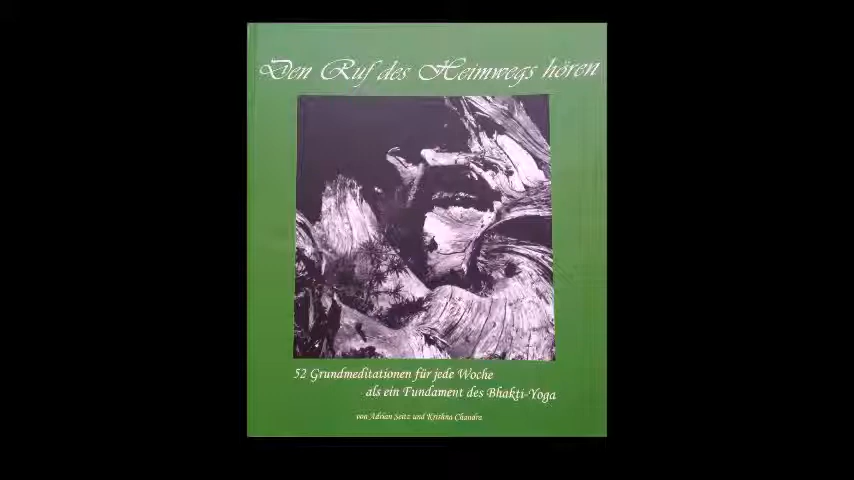 Den Ruf des Heimwegs hören
52 Grundmeditationen für jede Woche
als ein Fundament des Bhakti-Yoga
von Adrian Seitz und Krishna Chandra